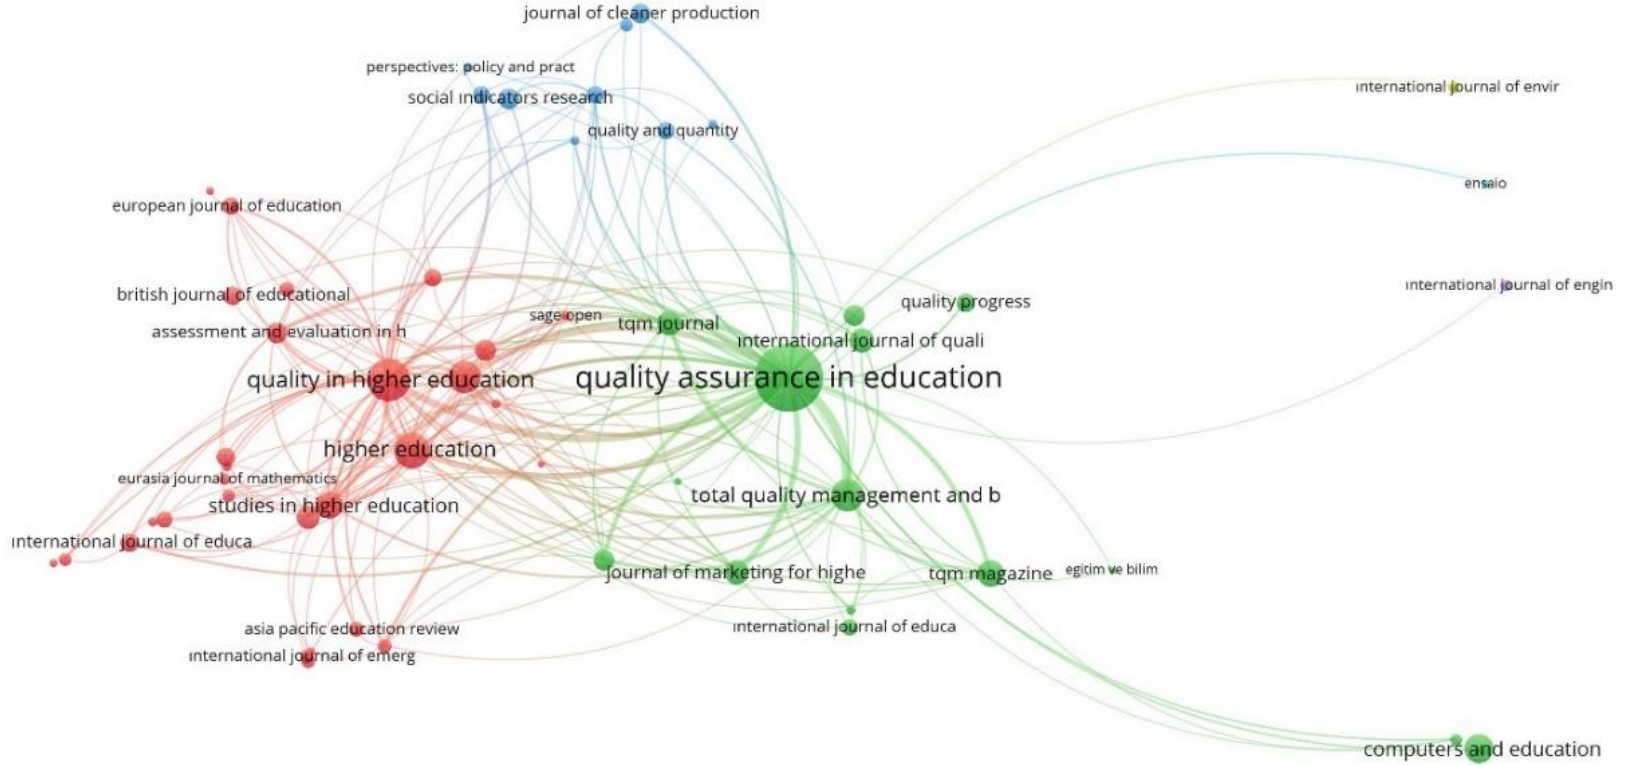 journal of cleaner production
perspectives: policy and pract
social indicators research
international journal of envir
quality and quantity
ensaio
european journal of education
international journal of engin
british journal of educational
quality progress
sage open
tqm journal
assessment and evaluation in h
international journal of quali
quality in higher education
quality assurance in education
higher education
eurasia journal of mathematics
total quality management and b
studies in higher education
international journal of educa
journal of marketing for highe
tqm magazine
egitim ve bilim
international journal of educa
asia pacific education review
international journal of emerg
computers and education